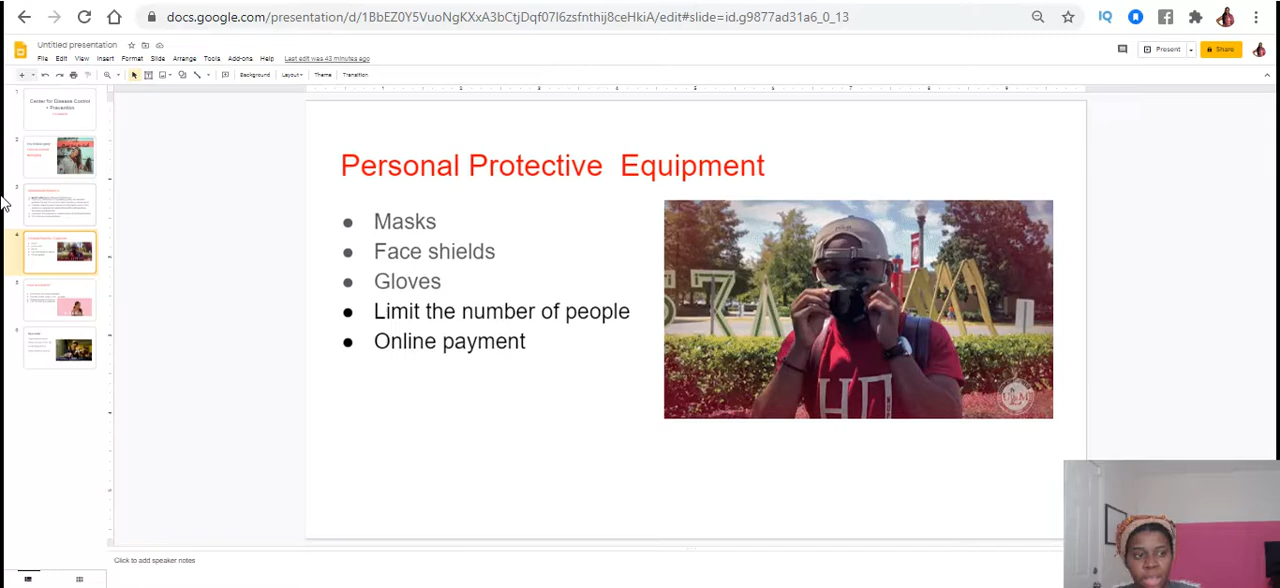 docs.google.com/presentation/d/1BbEZ0Y5VuoNgKXxA3bCtjDqf07I6zsfnthij8ceHkiA/edit#slide=id.g9877ad31a6_0_13
IQ
Untitled presentation
File Edit View Insert Format Slide Arrange Tools Add-ons Help Last edit was 43 minutes ago
Present
Share
Background Layout Theme Transition
Center for Disease Control
+ Prevention
Personal Protective Equipment
Masks
Face shields
Gloves
Limit the number of people
Online payment
Click to add speaker notes